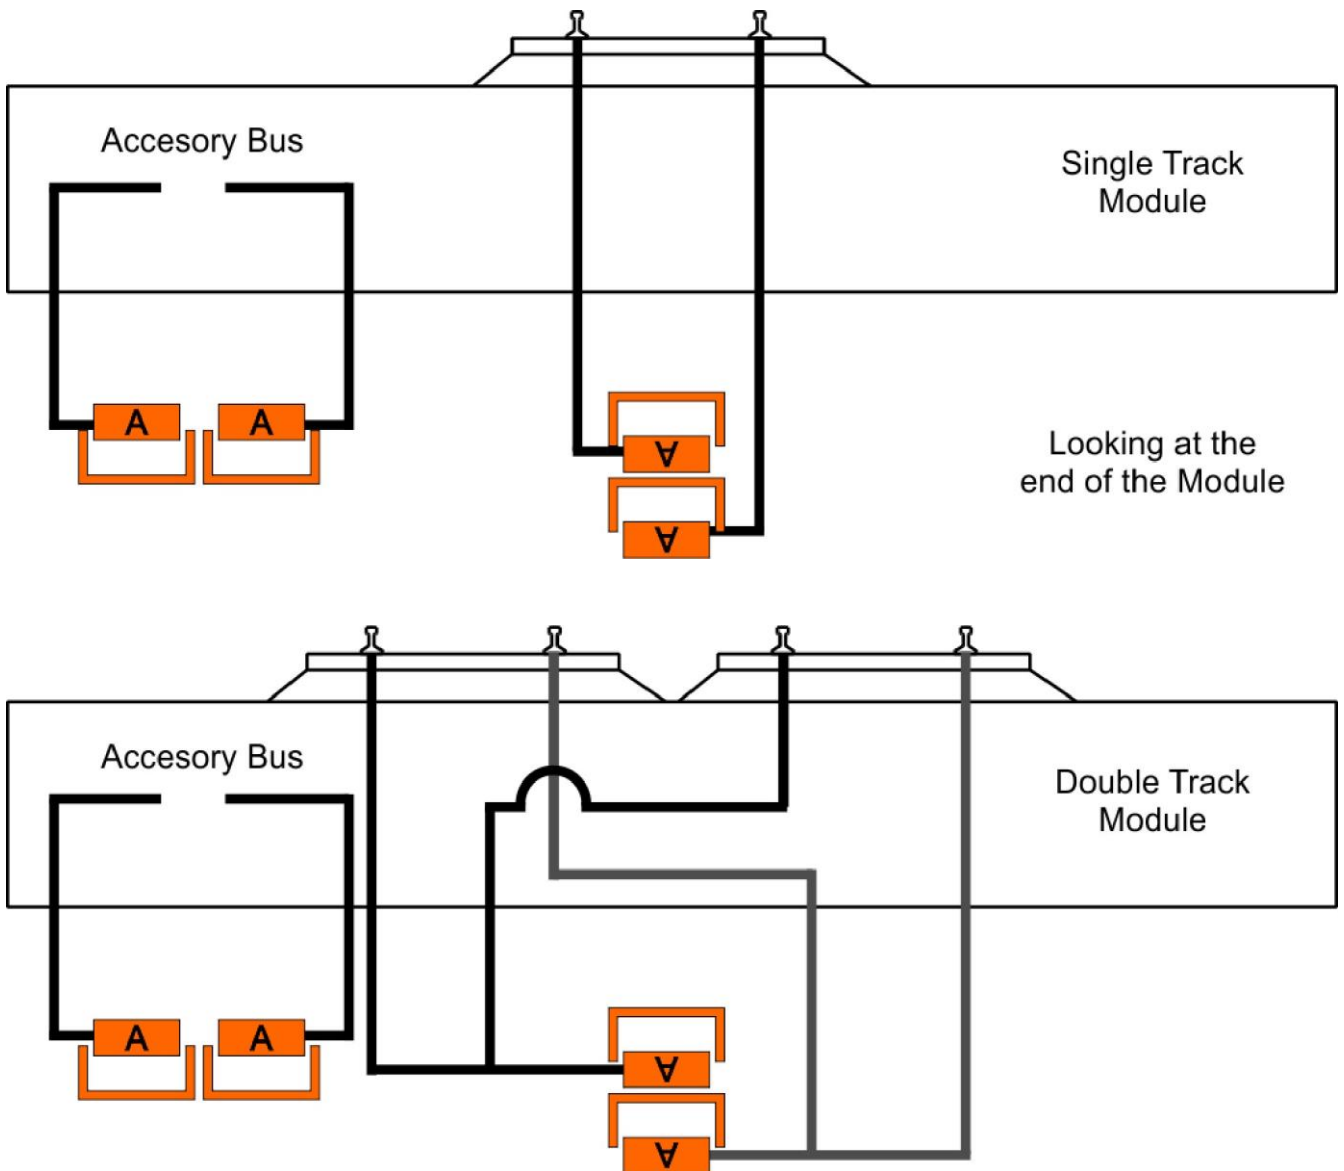 Accesory Bus
Single Track
Module
A A
A
A
Looking at the
end of the Module
Accesory Bus
Double Track
Module
A A
A
A